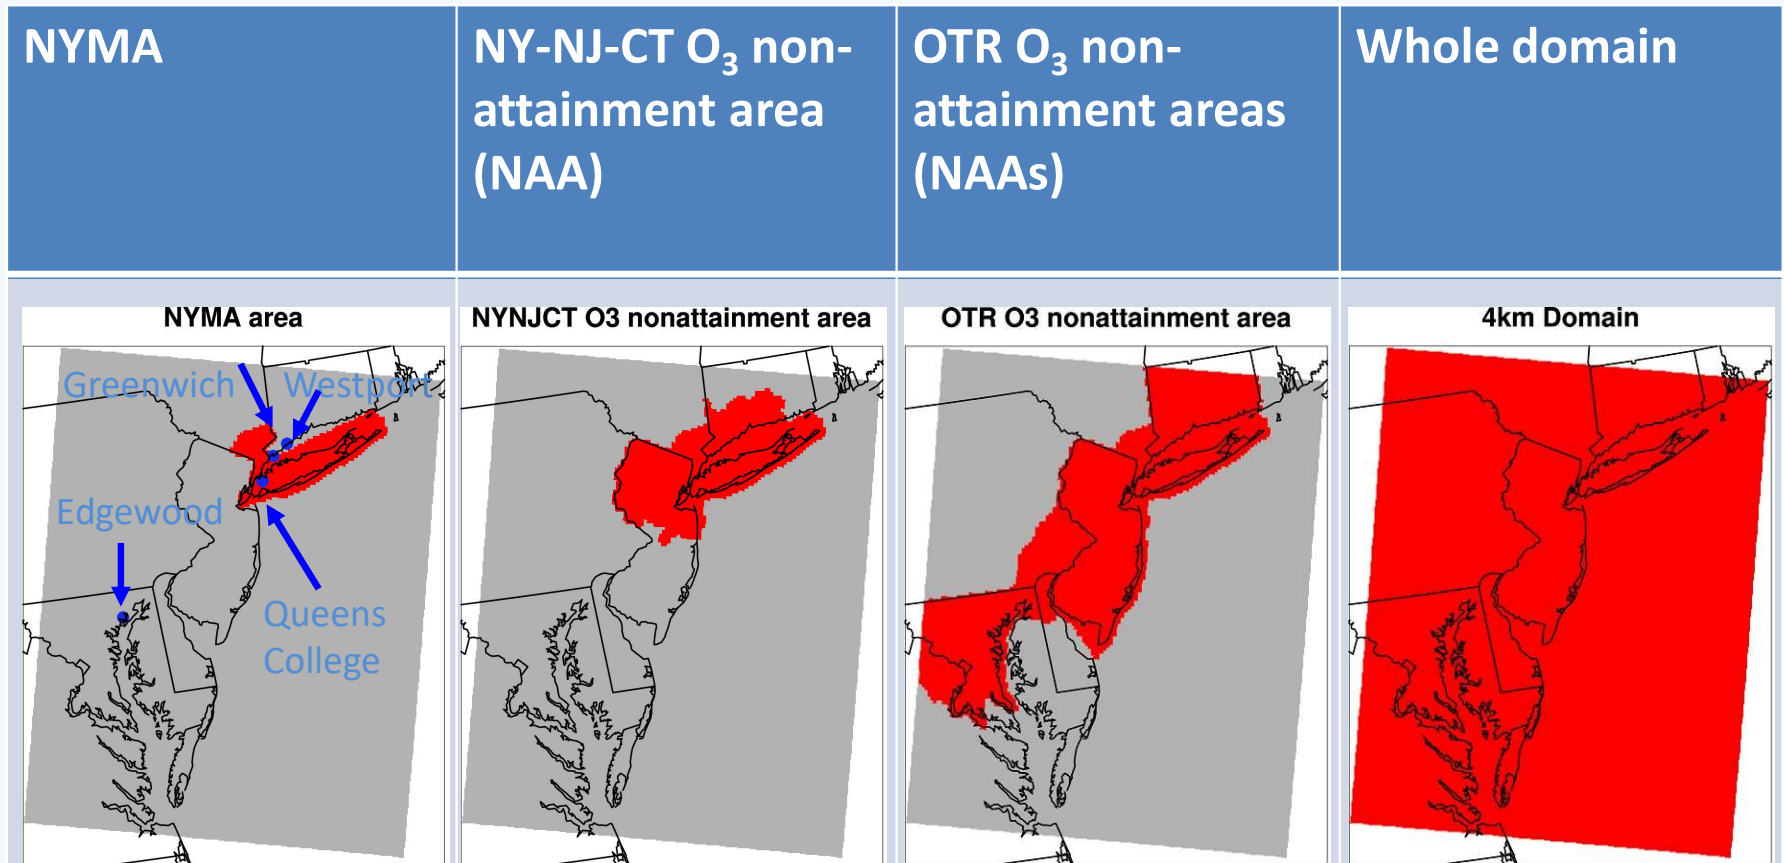 NYMA
NY-NJ-CT O3 non-
attainment area
(NAA)
OTR O3 non-
attainment areas
(NAAs)
Whole domain
NYMA area
Greenwich
Westport
Edgewood
Queens
College
NYNJCT O3 nonattainment area
OTR O3 nonattainment area
4km Domain